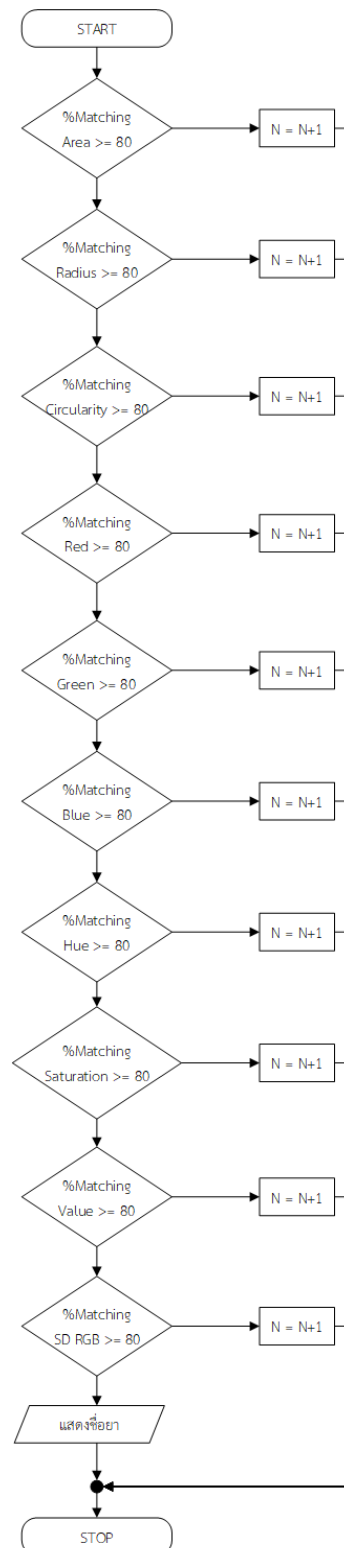 START
%Matching
Area >= 80
N = N+1
%Matching
Radius >= 80
N = N+1
%Matching
Circularity >= 80
N = N+1
%Matching
Red >= 80
N = N+1
%Matching
Green >= 80
N = N+1
%Matching
Blue >= 80
N = N+1
%Matching
Hue >= 80
N = N+1
%Matching
Saturation >= 80
N = N+1
%Matching
Value >= 80
N = N+1
%Matching
SD RGB >= 80
N = N+1
แสดงชื่อยา
STOP